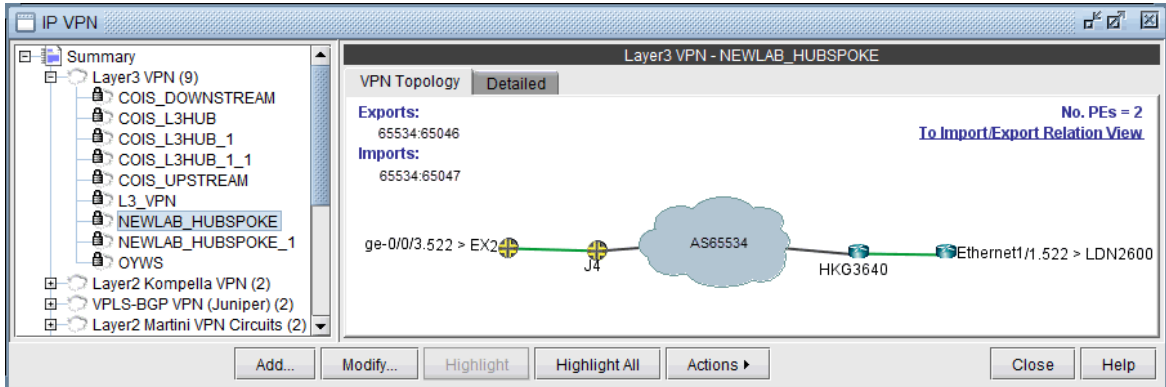 IP VPN
Summary
Layer3 VPN (9)
COIS_DOWNSTREAM
COIS_L3HUB
COIS_L3HUB_1
COIS_L3HUB_1_1
COIS_UPSTREAM
L3_VPN
NEWLAB_HUBSPOKE
NEWLAB_HUBSPOKE_1
OYWS
Layer2 Kompella VPN (2)
VPLS-BGP VPN (Juniper) (2)
Layer2 Martini VPN Circuits (2)
Layer3 VPN - NEWLAB_HUBSPOKE
VPN Topology Detailed
Exports: No. PEs = 2
65534:65046 To Import/Export Relation View
Imports:
65534:65047
ge-0/0/3.522 > EX2 AS65534 Ethernet1/1.522 > LDN2600
J4 HKG3640
Add... Modify... Highlight Highlight All Actions Close Help